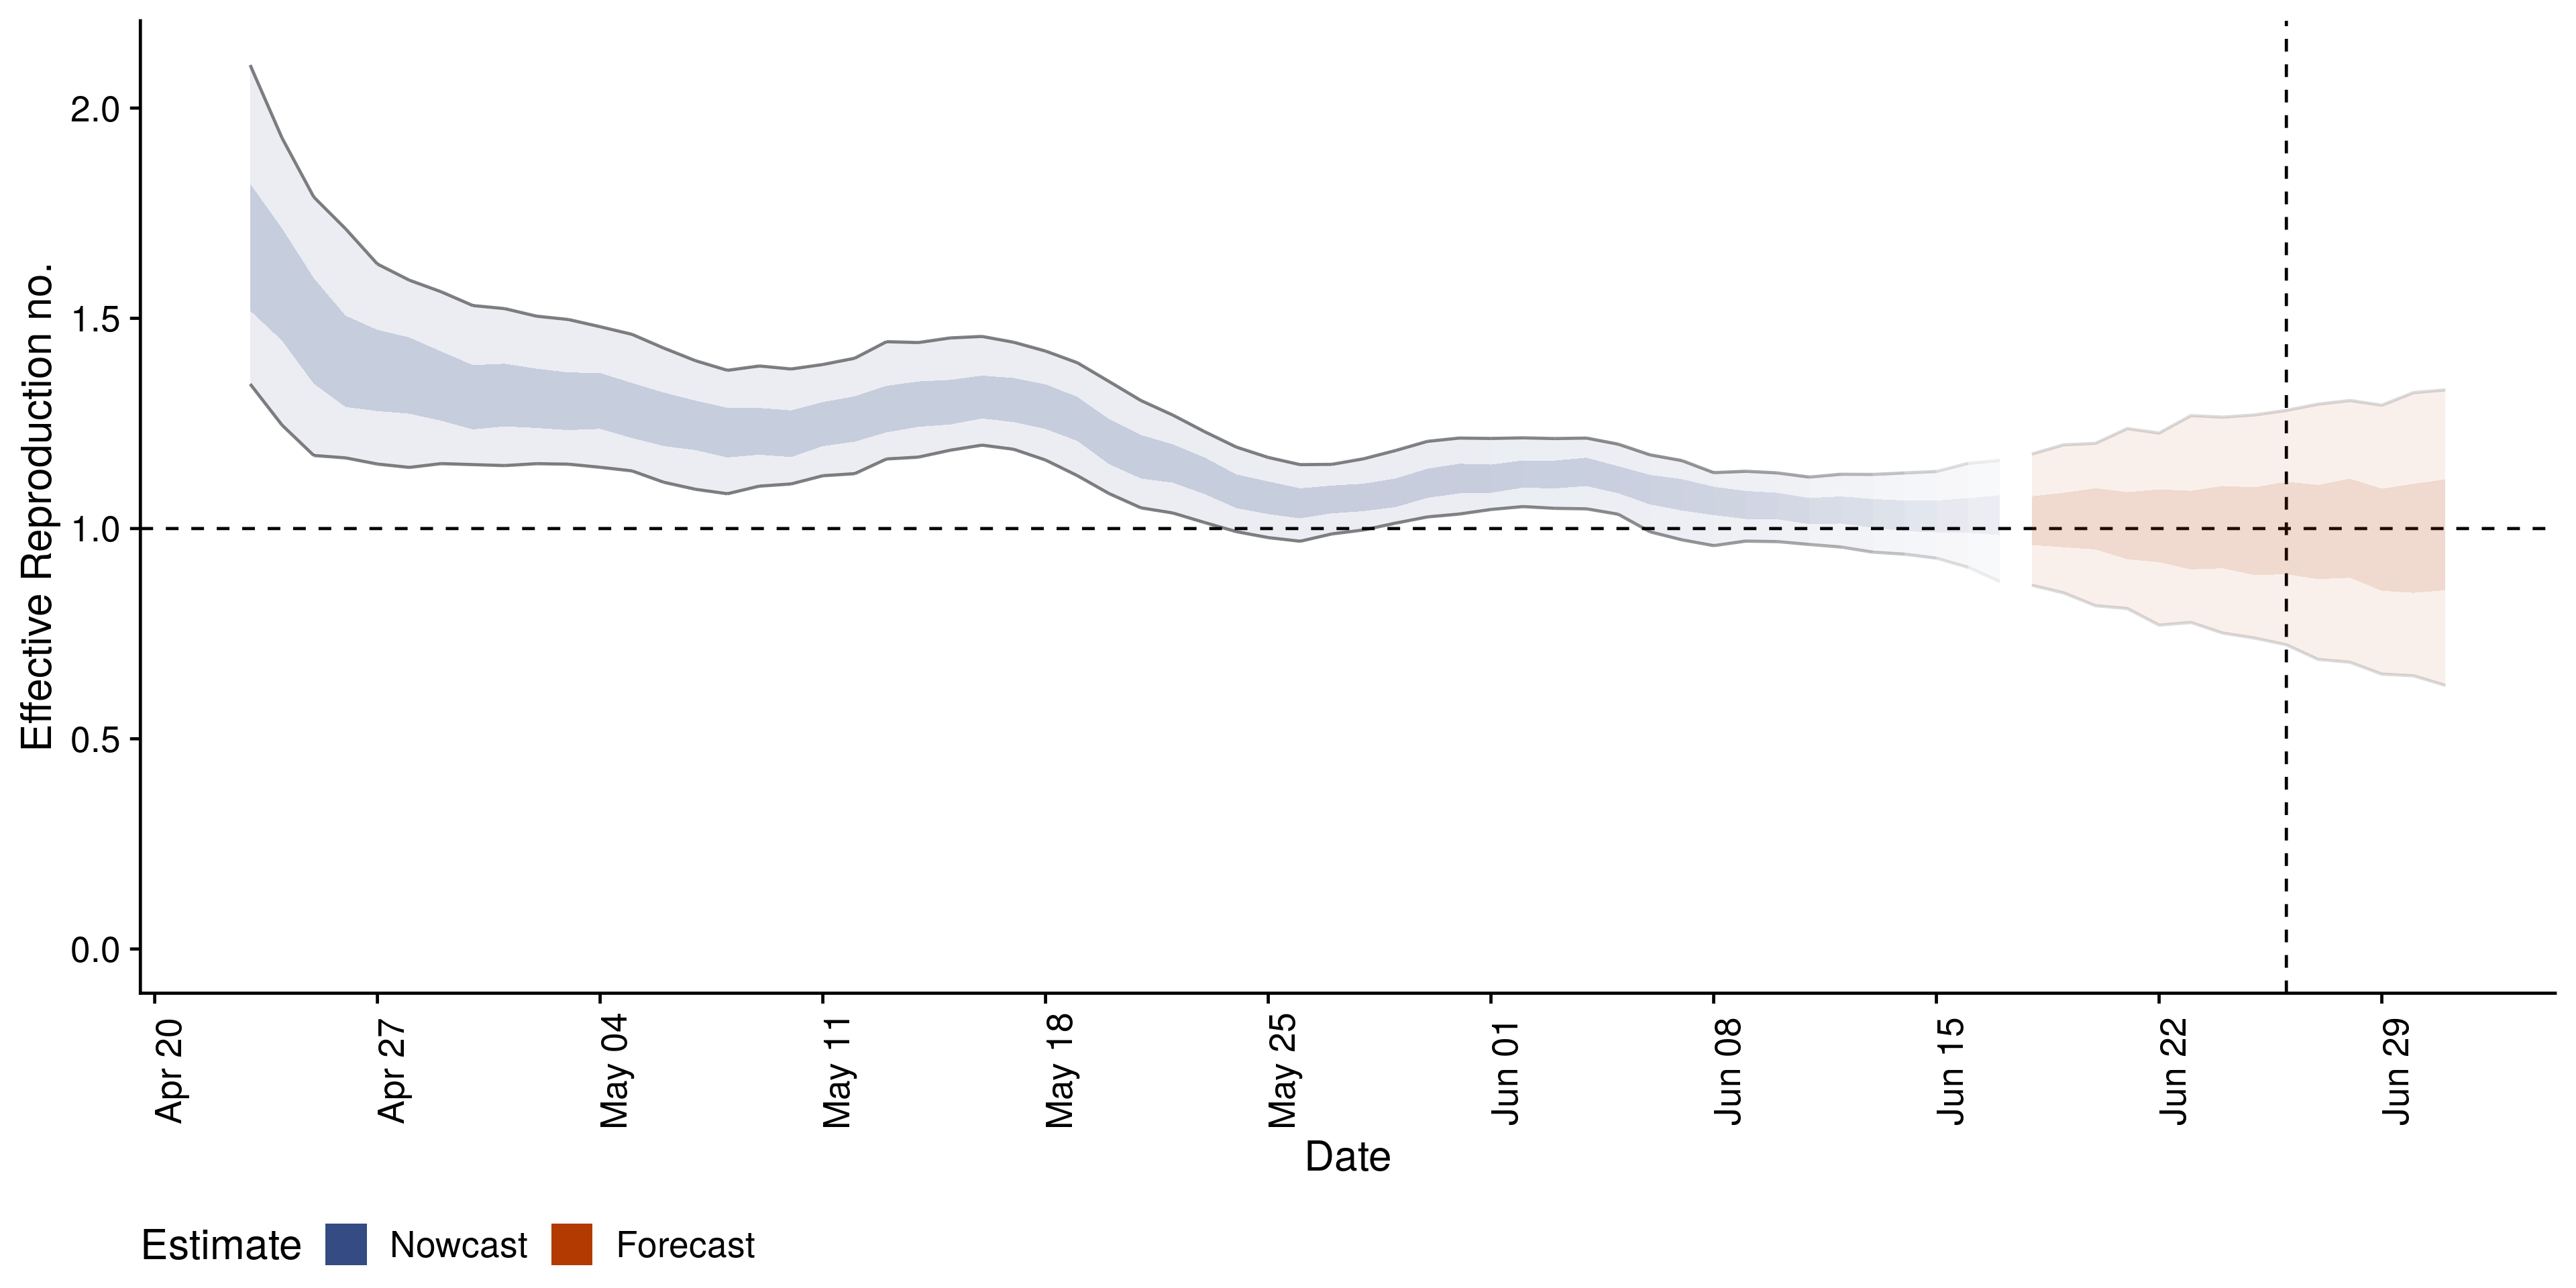 Effective Reproduction no.
2.0
1.5
1.0
0.5
0.0
Apr 20
Apr 27
May 04
May 11
May 18
May 25
Jun 01
Jun 08
Jun 15
Jun 22
Jun 29
Date
Estimate Nowcast Forecast